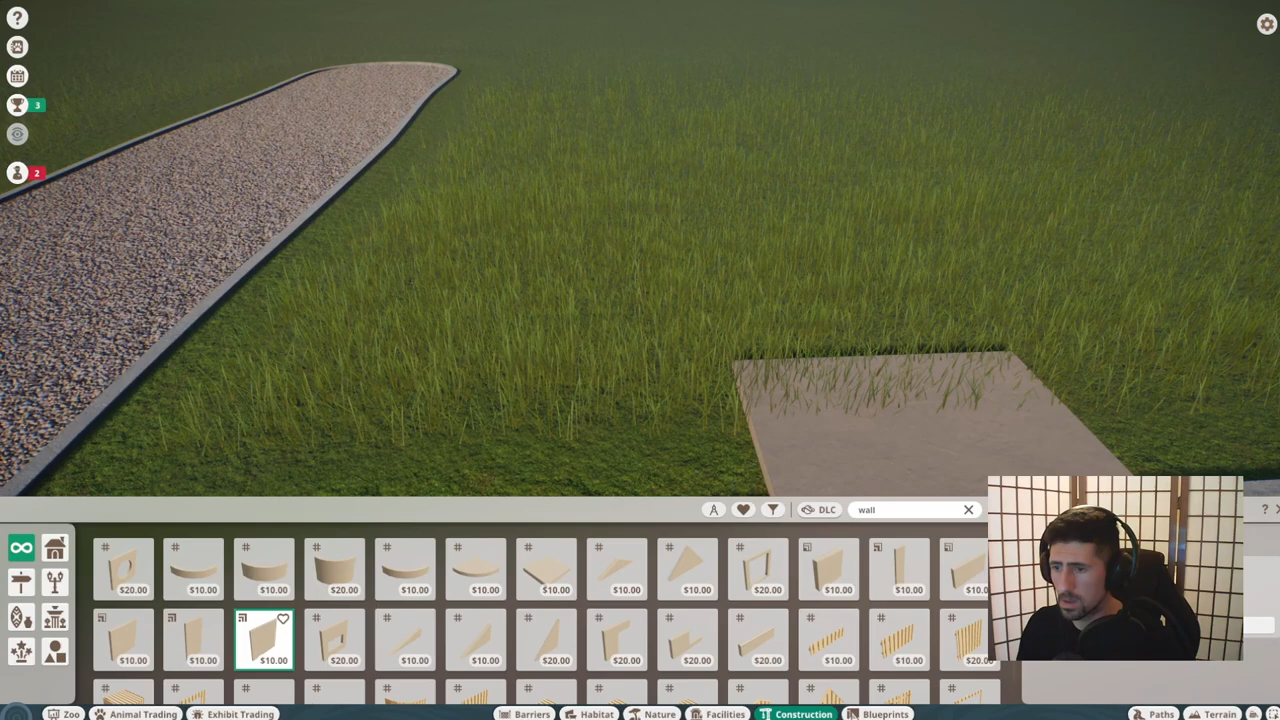 ?
3
2
DLC
wall
?
$20.00 $10.00 $10.00 $20.00 $10.00 $10.00 $10.00 $10.00 $10.00 $20.00 $10.00 $10.00 $10.00
$10.00 $10.00 $10.00 $20.00 $10.00 $10.00 $20.00 $10.00 $20.00 $20.00 $10.00 $10.00 $20.00
Zoo
Animal Trading
Exhibit Trading
Barriers
Habitat
Nature
Facilities
Construction
Blueprints
Paths
Terrain